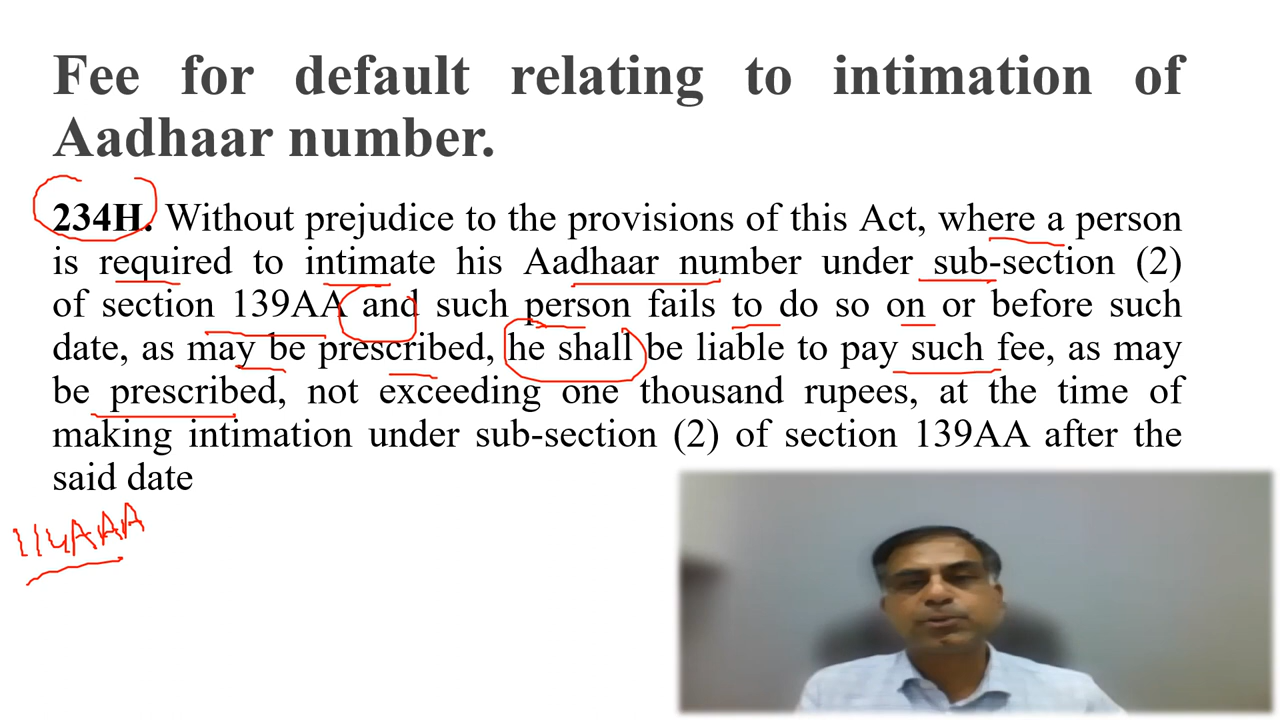 Fee for default relating to intimation of
Aadhaar number.
234H. Without prejudice to the provisions of this Act, where a person
is required to intimate his Aadhaar number under sub-section (2)
of section 139AA and such person fails to do so on or before such
date, as may be prescribed, he shall be liable to pay such fee, as may
be prescribed, not exceeding one thousand rupees, at the time of
making intimation under sub-section (2) of section 139AA after the
said date
114AAA